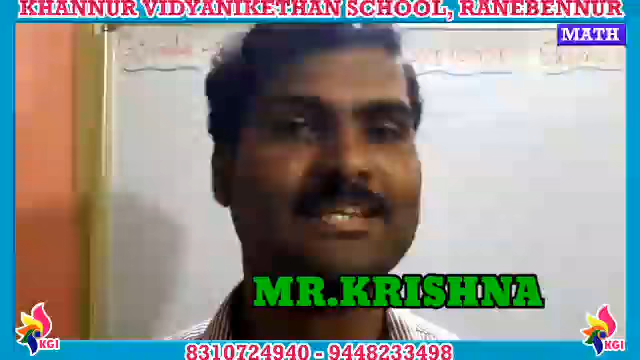 KHANNUR VIDYANIKETHAN SCHOOL, RANEBENNUR
MATH
MR.KRISHNA
KGI
KGI
8310724940 - 9448233498